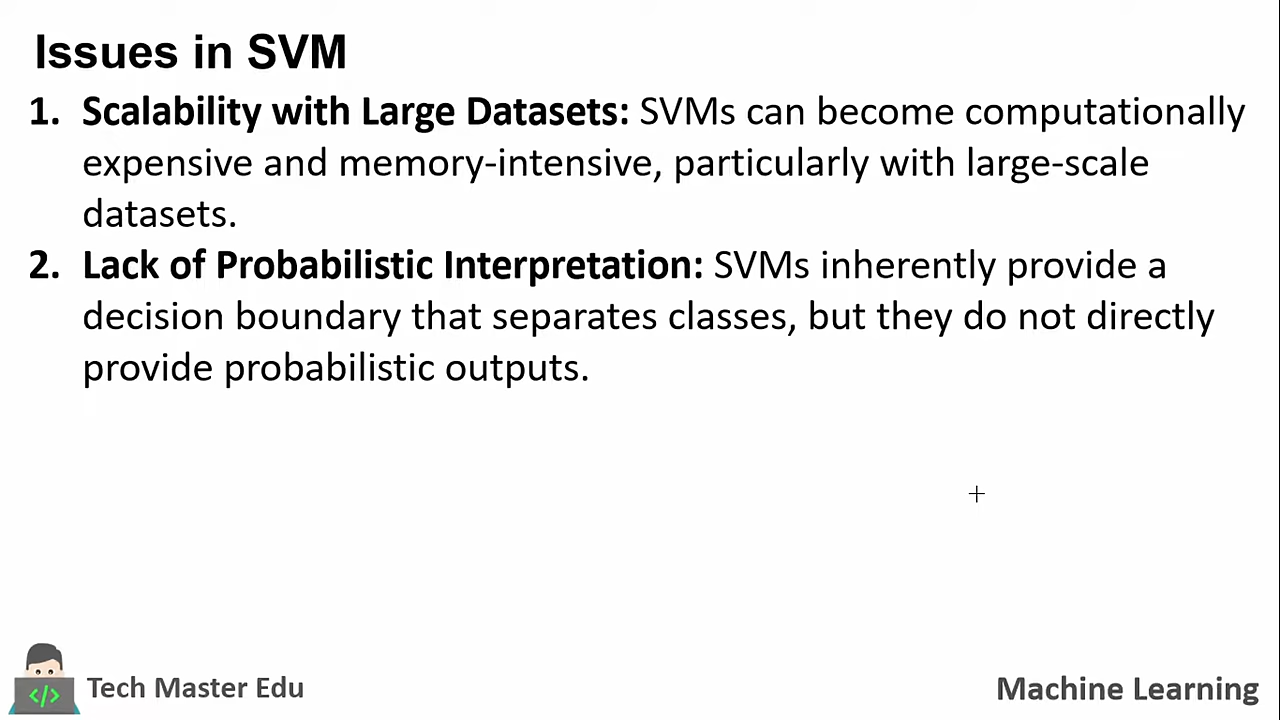 Issues in SVM
1. Scalability with Large Datasets: SVMs can become computationally
expensive and memory-intensive, particularly with large-scale
datasets.
2. Lack of Probabilistic Interpretation: SVMs inherently provide a
decision boundary that separates classes, but they do not directly
provide probabilistic outputs.
</>
Tech Master Edu
Machine Learning